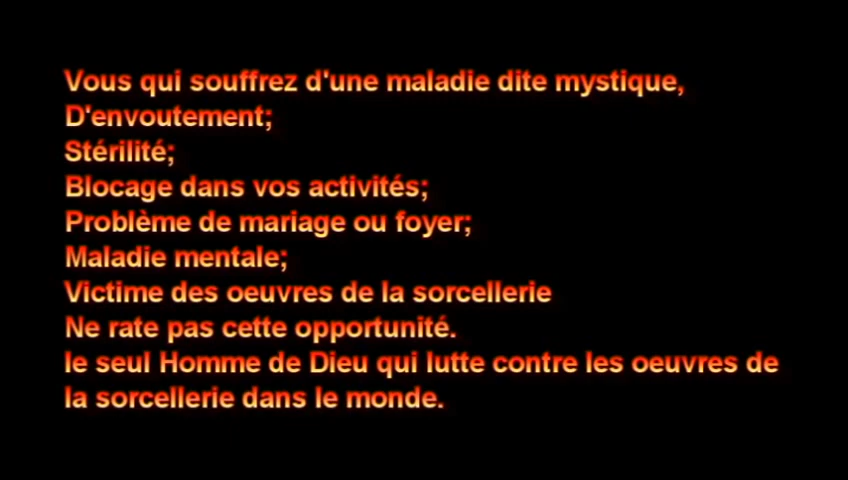 Vous qui souffrez d'une maladie dite mystique,
D'envoutement;
Stérilité;
Blocage dans vos activités;
Problème de mariage ou foyer;
Maladie mentale;
Victime des oeuvres de la sorcellerie
Ne rate pas cette opportunité.
le seul Homme de Dieu qui lutte contre les oeuvres de
la sorcellerie dans le monde.